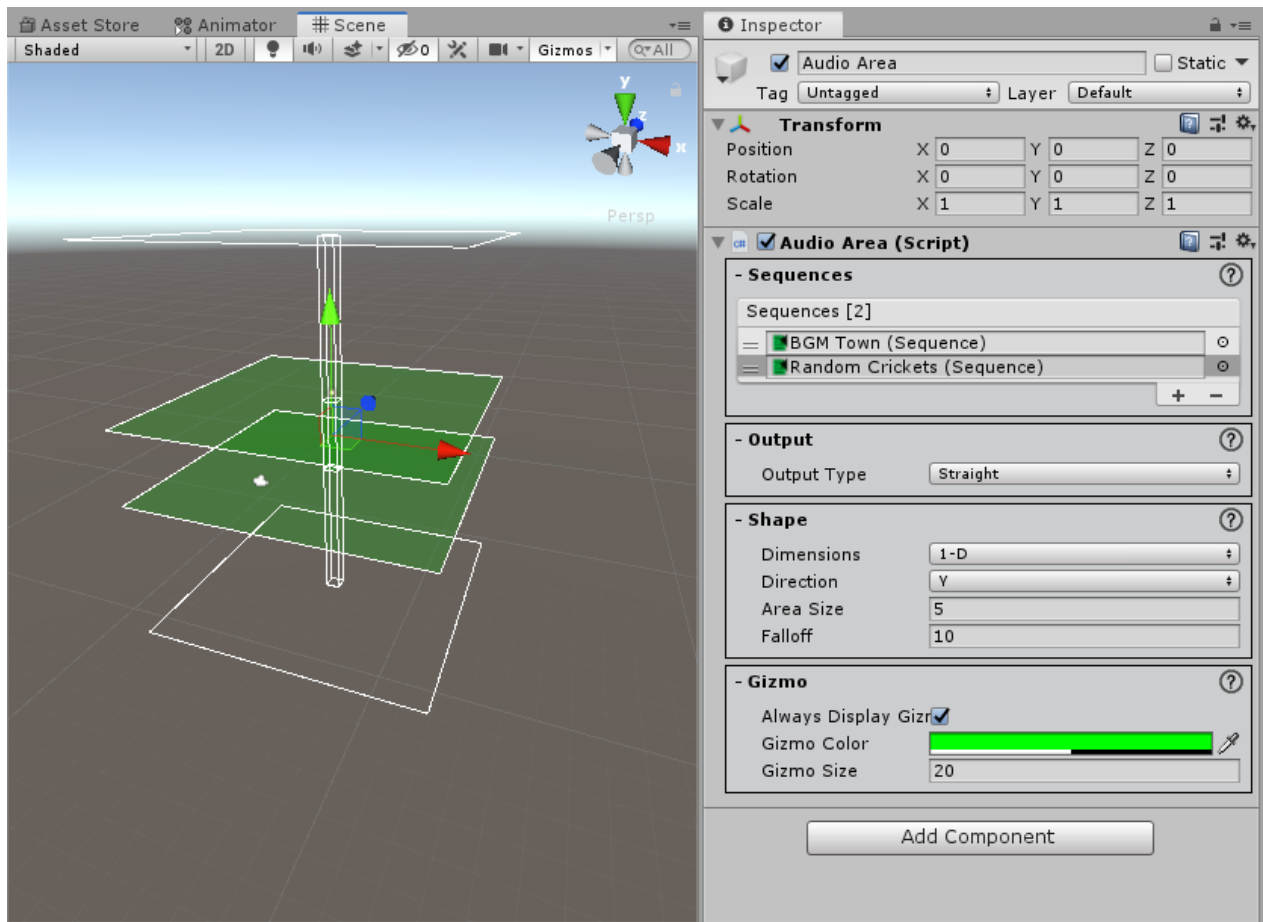 Asset Store Animator Scene
Shaded 2D 0 Gizmos All
y
z
x
Persp
Inspector
Audio Area Static
Tag Untagged Layer Default
Transform
Position X 0 Y 0 Z 0
Rotation X 0 Y 0 Z 0
Scale X 1 Y 1 Z 1
C# Audio Area (Script)
- Sequences ?
Sequences [2]
BGM Town (Sequence)
Random Crickets (Sequence)
+ −
- Output ?
Output Type Straight
- Shape ?
Dimensions 1-D
Direction Y
Area Size 5
Falloff 10
- Gizmo ?
Always Display Giz
Gizmo Color
Gizmo Size 20
Add Component